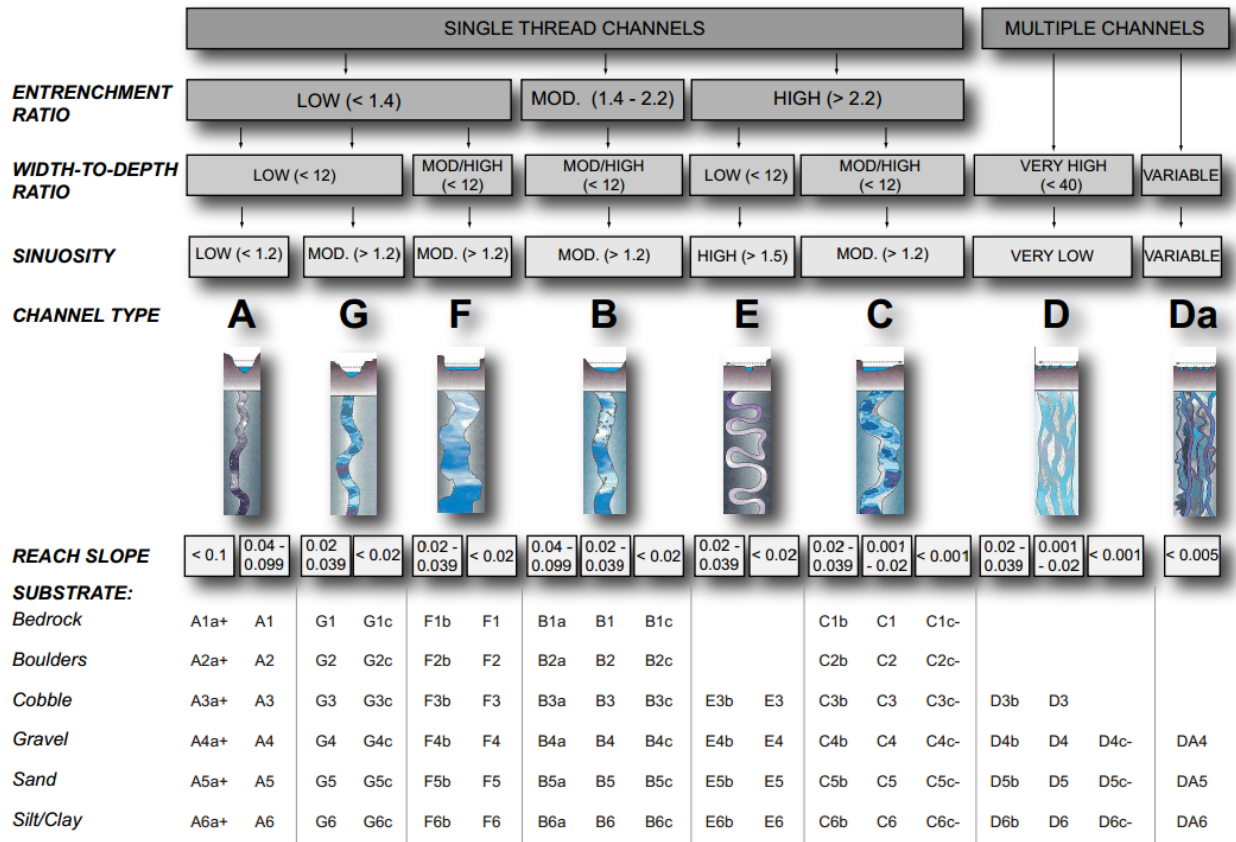 SINGLE THREAD CHANNELS MULTIPLE CHANNELS
ENTRENCHMENT RATIO LOW (< 1.4) MOD. (1.4 - 2.2) HIGH (> 2.2)
WIDTH-TO-DEPTH RATIO LOW (< 12) MOD/HIGH (< 12) MOD/HIGH (< 12) LOW (< 12) MOD/HIGH (< 12) VERY HIGH (< 40) VARIABLE
SINUOSITY LOW (< 1.2) MOD. (> 1.2) MOD. (> 1.2) MOD. (> 1.2) HIGH (> 1.5) MOD. (> 1.2) VERY LOW VARIABLE
CHANNEL TYPE A G F B E C D Da
REACH SLOPE < 0.1 0.04 - 0.099 0.02 0.039 < 0.02 0.02 - 0.039 < 0.02 0.04 - 0.099 0.02 - 0.039 < 0.02 0.02 - 0.039 < 0.02 0.02 - 0.039 0.001 - 0.02 < 0.001 0.02 - 0.039 0.001 - 0.02 < 0.001 < 0.005
SUBSTRATE:
Bedrock A1a+ A1 G1 G1c F1b F1 B1a B1 B1c C1b C1 C1c-
Boulders A2a+ A2 G2 G2c F2b F2 B2a B2 B2c C2b C2 C2c-
Cobble A3a+ A3 G3 G3c F3b F3 B3a B3 B3c E3b E3 C3b C3 C3c- D3b D3
Gravel A4a+ A4 G4 G4c F4b F4 B4a B4 B4c E4b E4 C4b C4 C4c- D4b D4 D4c- DA4
Sand A5a+ A5 G5 G5c F5b F5 B5a B5 B5c E5b E5 C5b C5 C5c- D5b D5 D5c- DA5
Silt/Clay A6a+ A6 G6 G6c F6b F6 B6a B6 B6c E6b E6 C6b C6 C6c- D6b D6 D6c- DA6